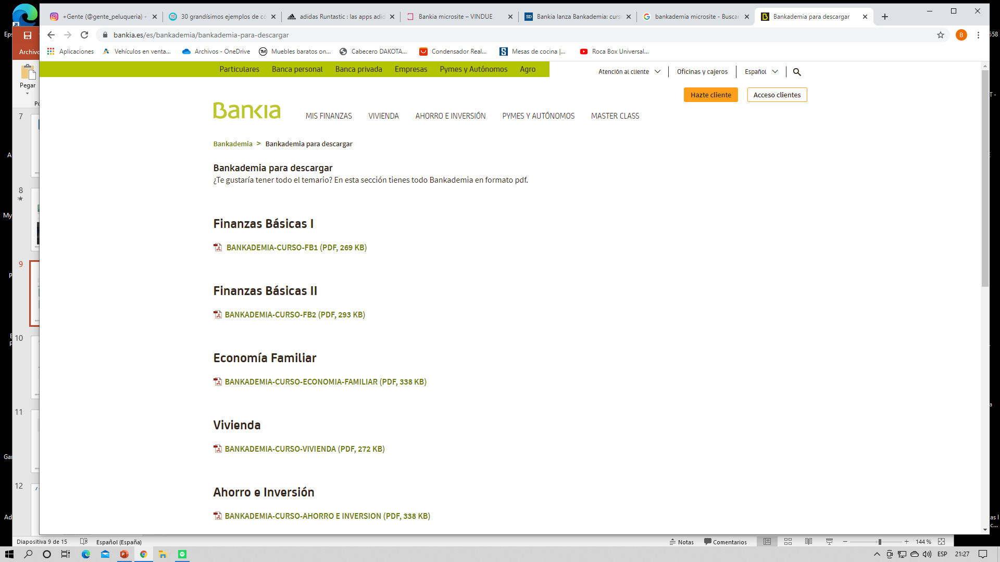 +Gente (@gente_peluqueria) 
30 grandísimos ejemplos de có
adidas Runtastic : las apps adid
Bankia microsite – VINDUE
Bankia lanza Bankademia: curs
bankademia microsite - Buscar
Bankademia para descargar
bankia.es/es/bankademia/bankademia-para-descargar
B
Aplicaciones
Vehículos en venta...
Archivos - OneDrive
Muebles baratos on...
Cabecero DAKOTA...
Condensador Real...
Mesas de cocina |...
Roca Box Universal...
Archivo
Pegar
Particulares
Banca personal
Banca privada
Empresas
Pymes y Autónomos
Agro
Atención al cliente
Oficinas y cajeros
Español
Hazte cliente
Acceso clientes
Bankia
MIS FINANZAS
VIVIENDA
AHORRO E INVERSIÓN
PYMES Y AUTÓNOMOS
MASTER CLASS
Bankademia > Bankademia para descargar
Bankademia para descargar
¿Te gustaría tener todo el temario? En esta sección tienes todo Bankademia en formato pdf.
Finanzas Básicas I
BANKADEMIA-CURSO-FB1 (PDF, 269 KB)
Finanzas Básicas II
BANKADEMIA-CURSO-FB2 (PDF, 293 KB)
Economía Familiar
BANKADEMIA-CURSO-ECONOMIA-FAMILIAR (PDF, 338 KB)
Vivienda
BANKADEMIA-CURSO-VIVIENDA (PDF, 272 KB)
Ahorro e Inversión
BANKADEMIA-CURSO-AHORRO E INVERSION (PDF, 338 KB)
7
8
9
10
11
12
Diapositiva 9 de 15
Español (España)
Notas
Comentarios
144 %
ESP
21:27